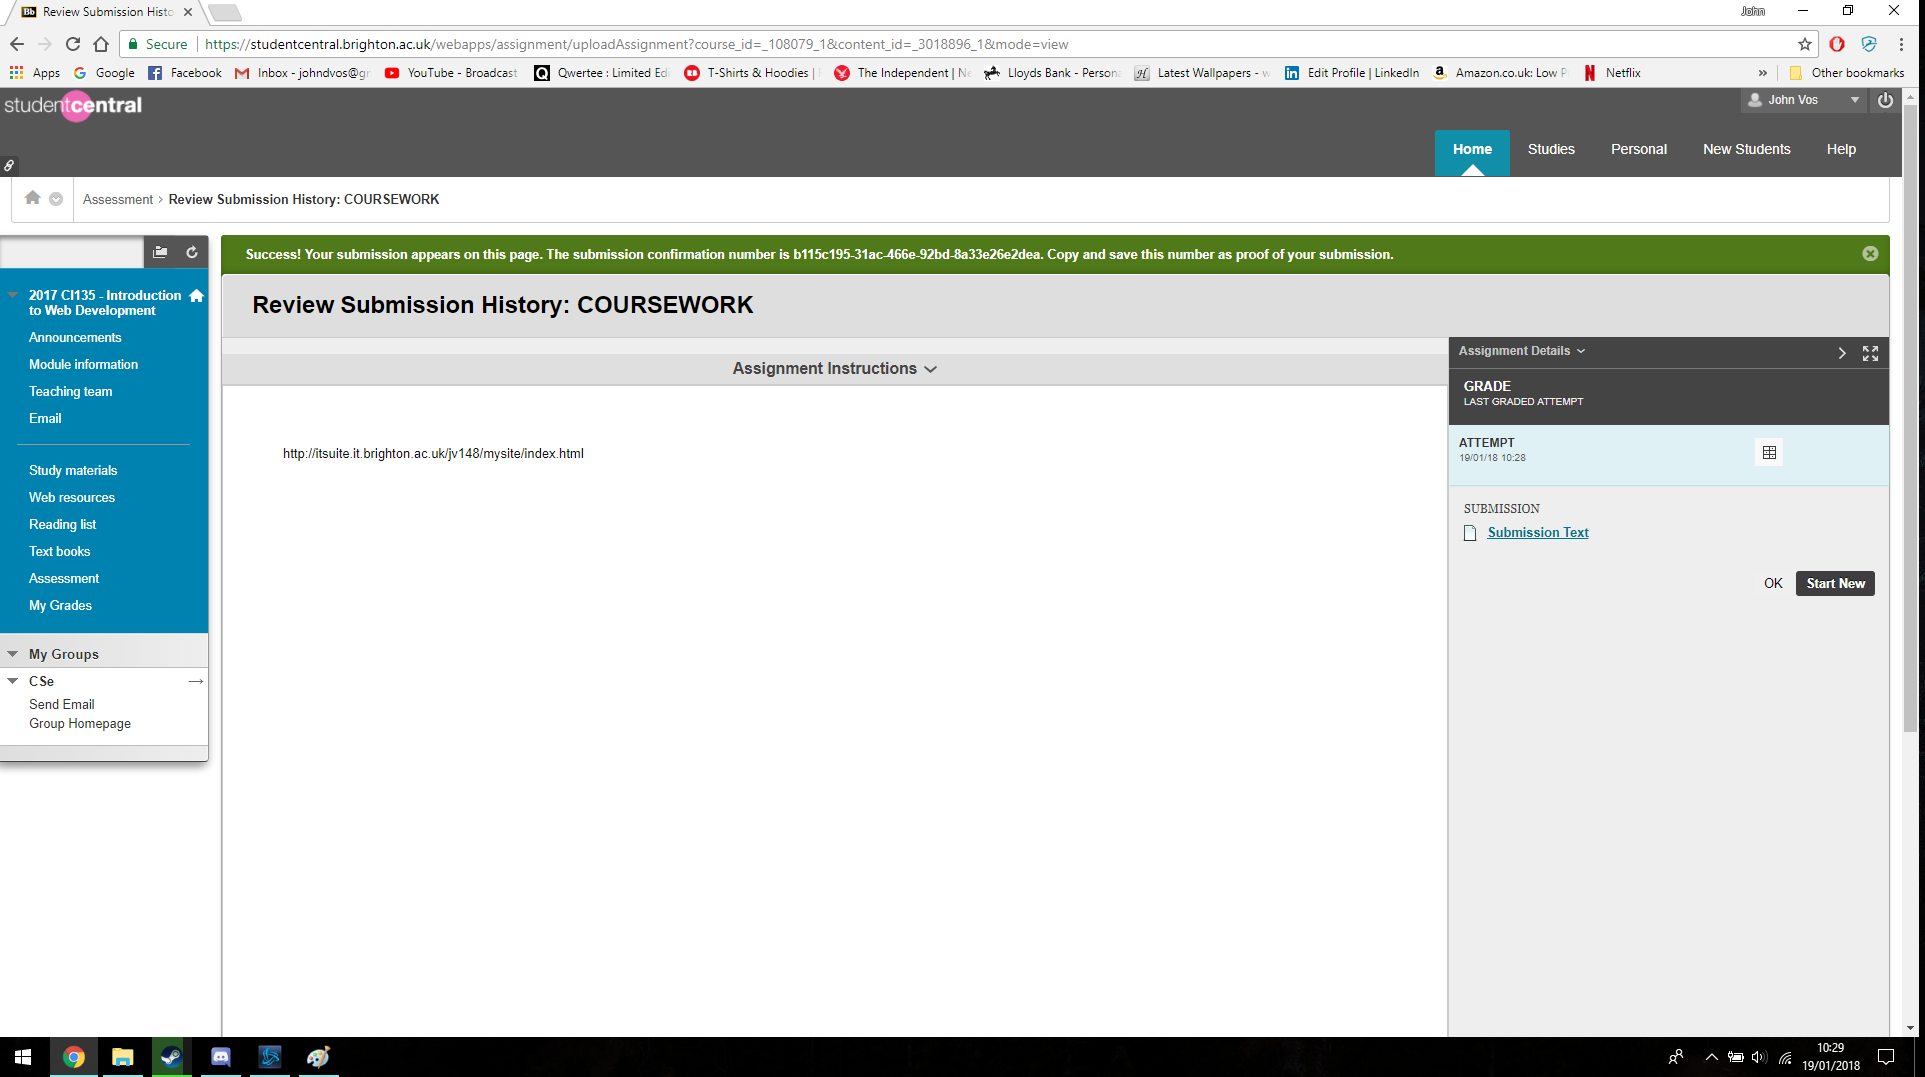 Review Submission Histo
John
Secure
https://studentcentral.brighton.ac.uk/webapps/assignment/uploadAssignment?course_id=_108079_1&content_id=_3018896_1&mode=view
Apps
Google
Facebook
Inbox - johndvos@g
YouTube - Broadcast
Qwertee : Limited Ed
T-Shirts & Hoodies |
The Independent | Ne
Lloyds Bank - Persona
Latest Wallpapers - w
Edit Profile | LinkedIn
Amazon.co.uk: Low P
Netflix
»
Other bookmarks
studentcentral
John Vos
Home
Studies
Personal
New Students
Help
Assessment > Review Submission History: COURSEWORK
Success! Your submission appears on this page. The submission confirmation number is b115c195-31ac-466e-92bd-8a33e26e2dea. Copy and save this number as proof of your submission.
2017 CI135 - Introduction
to Web Development
Announcements
Module information
Teaching team
Email
Study materials
Web resources
Reading list
Text books
Assessment
My Grades
My Groups
CSe
Send Email
Group Homepage
Review Submission History: COURSEWORK
Assignment Instructions
http://itsuite.it.brighton.ac.uk/jv148/mysite/index.html
Assignment Details
GRADE
LAST GRADED ATTEMPT
ATTEMPT
19/01/18 10:28
SUBMISSION
Submission Text
OK
Start New
10:29
19/01/2018